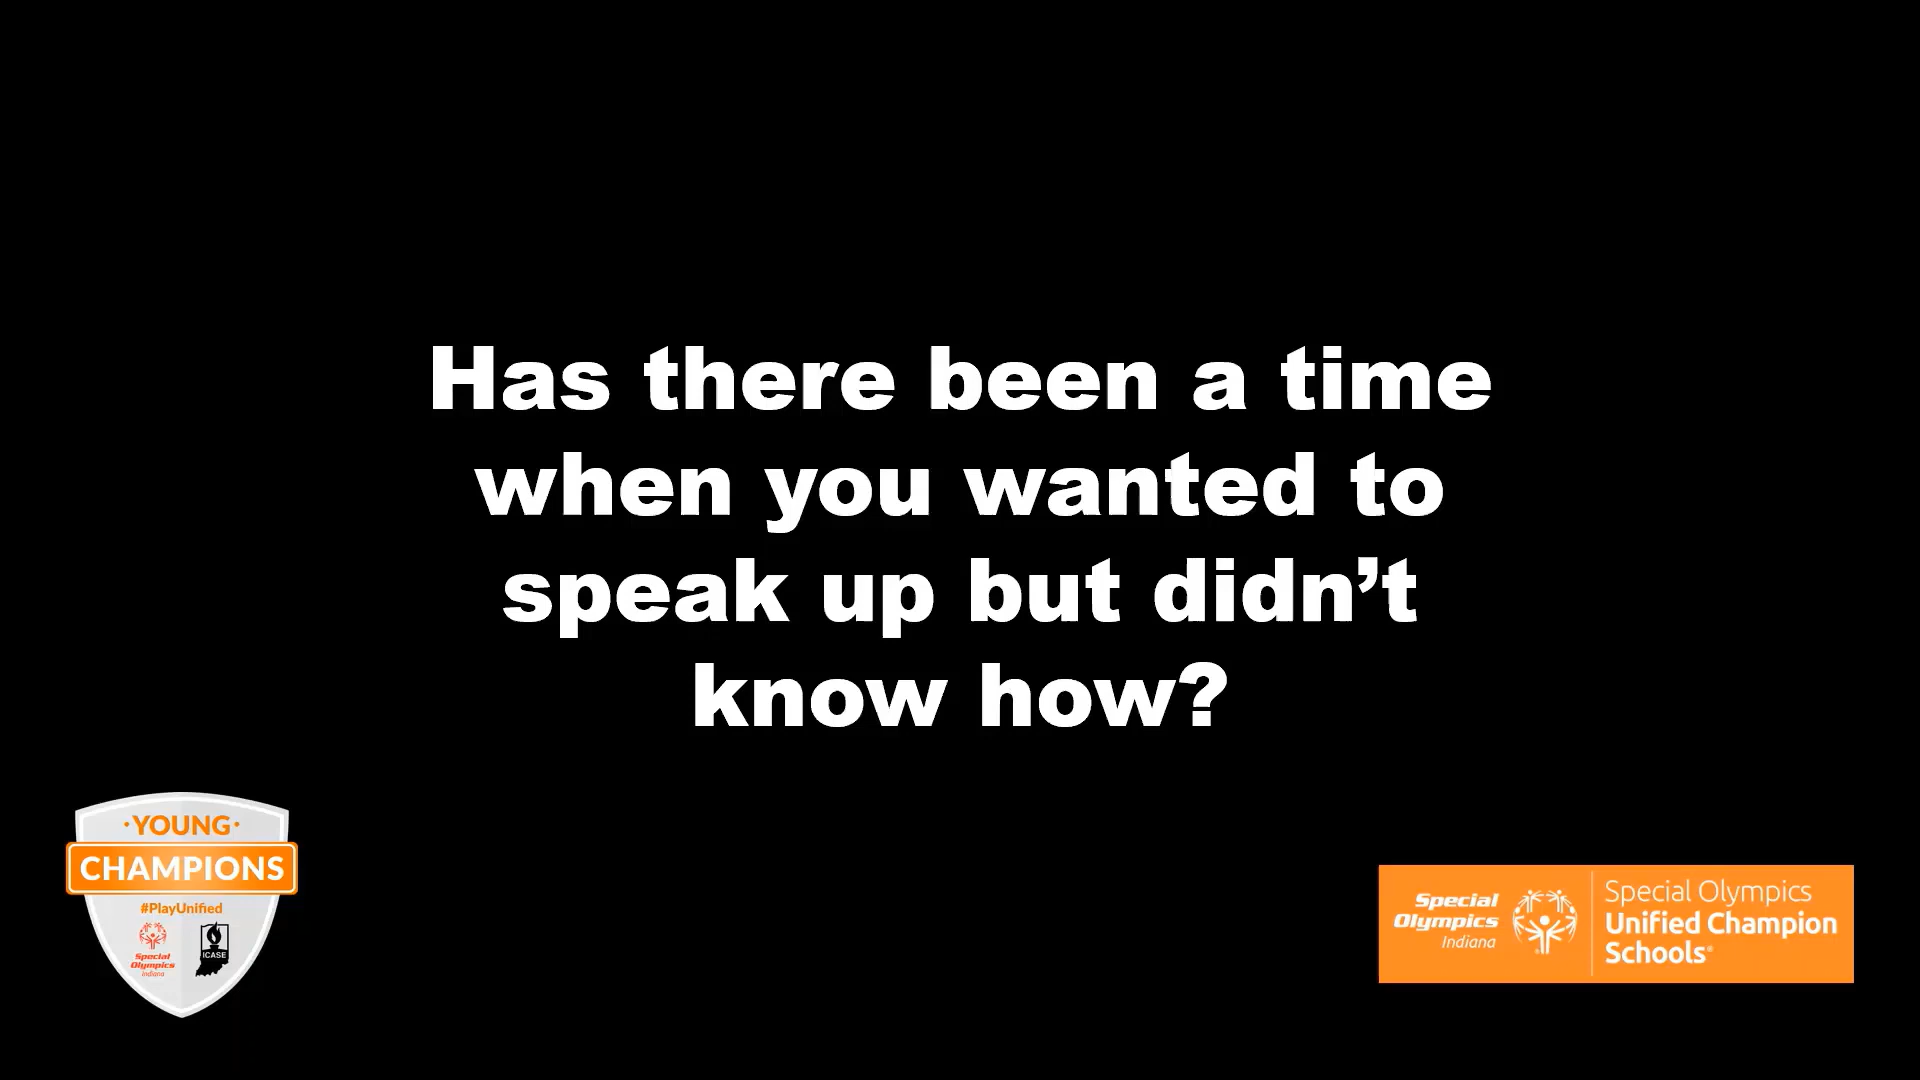 Has there been a time
when you wanted to
speak up but didn’t
know how?
·YOUNG·
CHAMPIONS
#PlayUnified
Special
Olympics
Indiana
ICASE
Special
Olympics
Indiana
Special Olympics
Unified Champion
Schools®